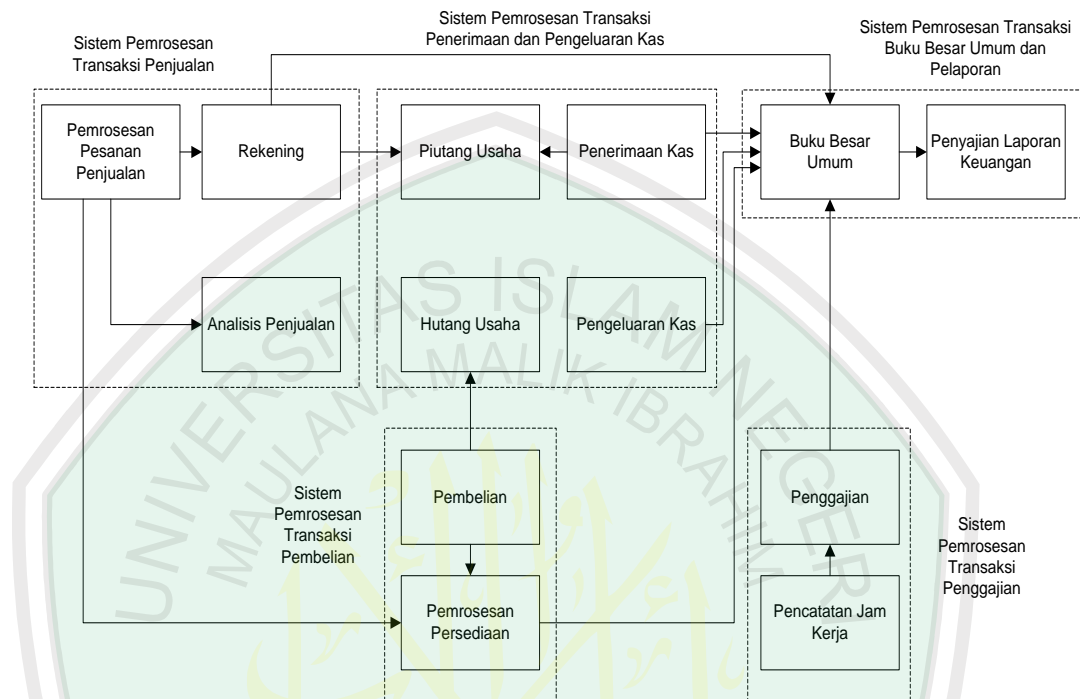 Sistem Pemrosesan
Transaksi Penjualan
Sistem Pemrosesan Transaksi
Penerimaan dan Pengeluaran Kas
Sistem Pemrosesan Transaksi
Buku Besar Umum dan
Pelaporan
Pemrosesan
Pesanan
Penjualan
Rekening
Piutang Usaha
Penerimaan Kas
Buku Besar
Umum
Penyajian Laporan
Keuangan
Analisis Penjualan
Hutang Usaha
Pengeluaran Kas
Sistem
Pemrosesan
Transaksi
Pembelian
Pembelian
Pemrosesan
Persediaan
Penggajian
Pencatatan Jam
Kerja
Sistem
Pemrosesan
Transaksi
Penggajian
UNIVERSITAS ISLAM NEGERI
MAULANA MALIK IBRAHIM